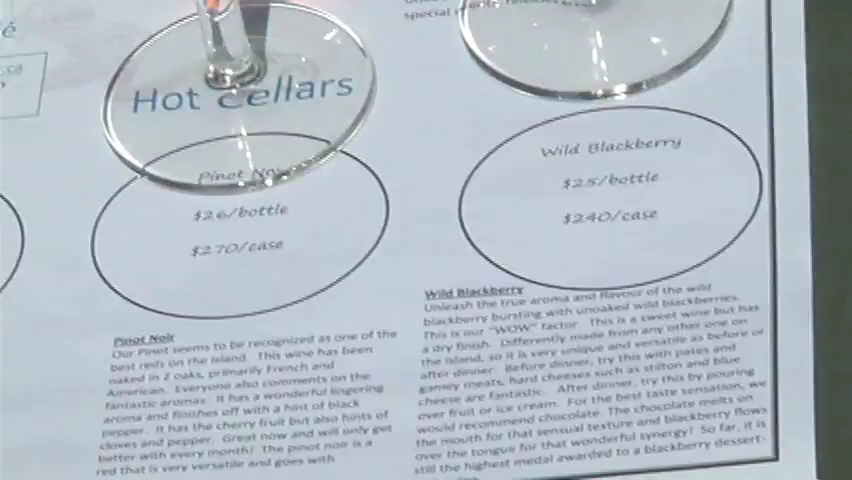 special
Hot Cellars
Pinot Noir
$26/bottle
$270/case
Wild Blackberry
$25/bottle
$240/case
Pinot Noir
Our Pinot seems to be recognized as one of the
best reds on the island. This wine has been
oaked in 2 oaks, primarily French and
American. Everyone also comments on the
fantastic aromas. It has a wonderful lingering
aroma and finishes off with a hint of black
pepper. It has the cherry fruit but also hints of
cloves and pepper. Great now and will only get
better with every month! The pinot noir is a
red that is very versatile and goes with
Wild Blackberry
Unleash the true aroma and flavour of the wild
blackberry bursting with unoaked wild blackberries.
This is our "WOW" factor. This is a sweet wine but has
a dry finish. Differently made from any other one on
the island, so it is very unique and versatile as before or
after dinner. Before dinner, try this with pates and
gamey meats, hard cheeses such as stilton and blue
cheese are fantastic. After dinner, try this by pouring
over fruit or ice cream. For the best taste sensation, we
would recommend chocolate. The chocolate melts on
the mouth for that sensual texture and blackberry flows
over the tongue for that wonderful synergy! So far, it is
still the highest medal awarded to a blackberry dessert-